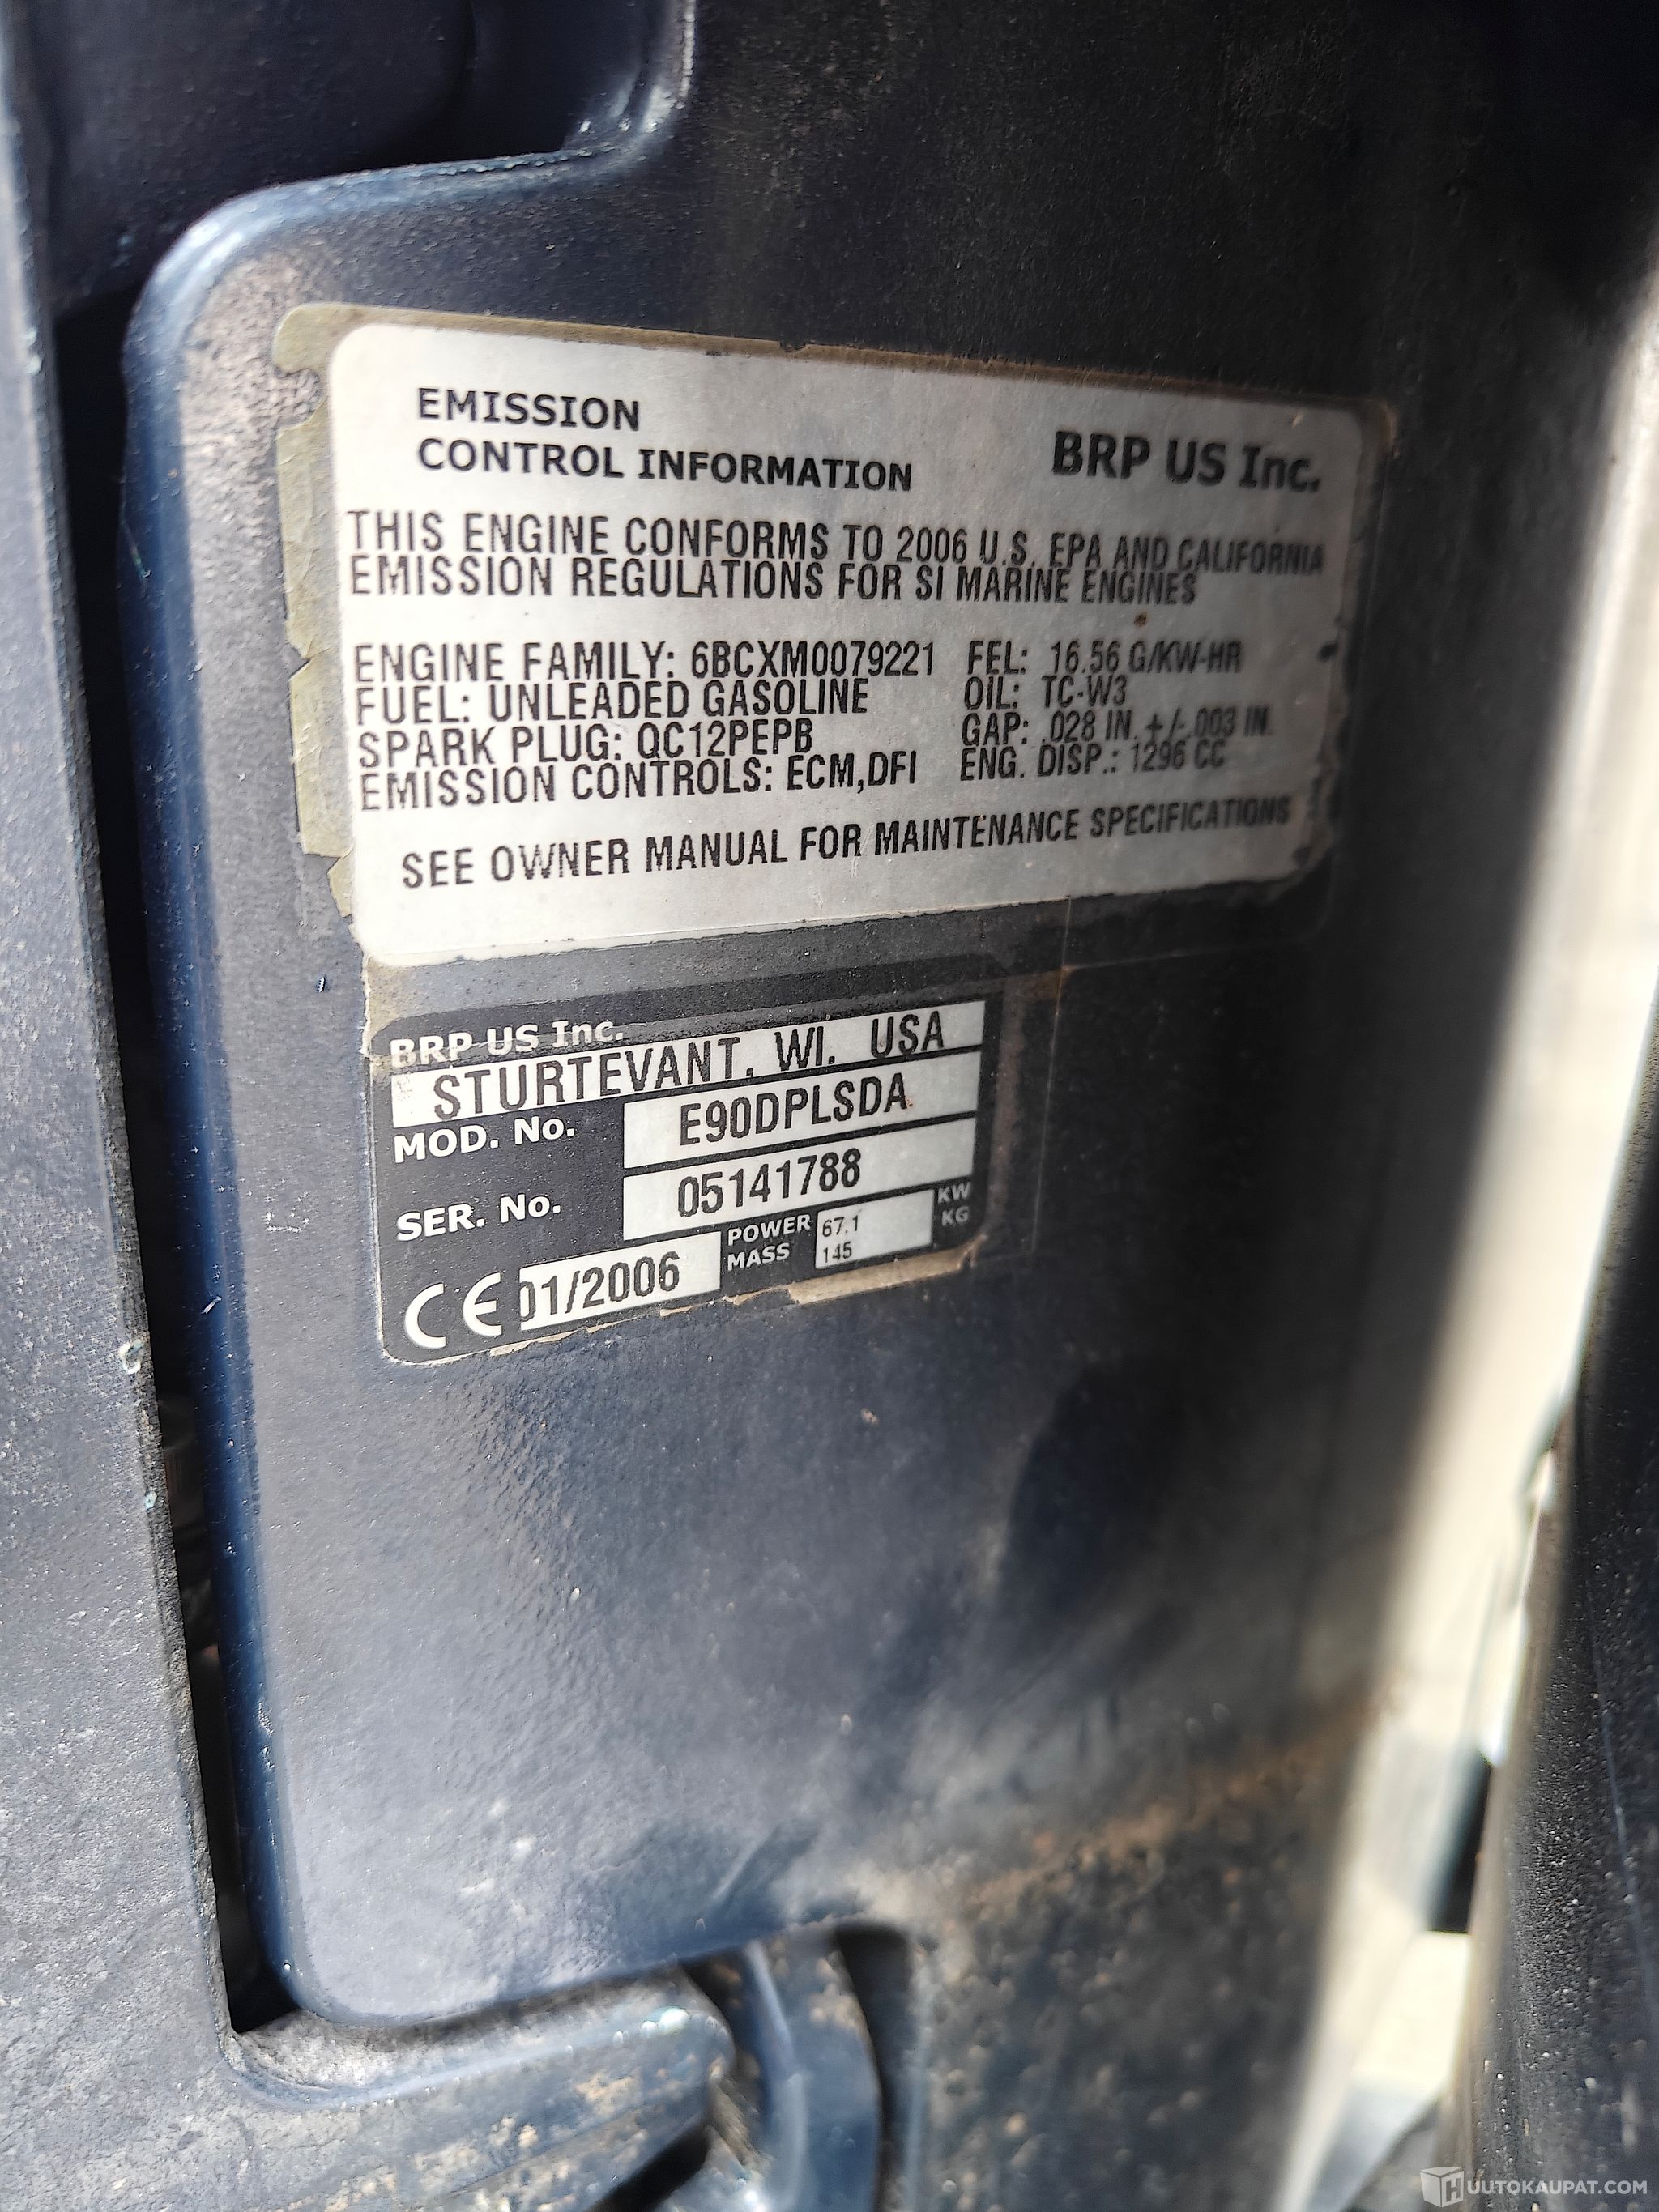 EMISSION
CONTROL INFORMATION
BRP US Inc.
THIS ENGINE CONFORMS TO 2006 U.S. EPA AND CALIFORNIA
EMISSION REGULATIONS FOR SI MARINE ENGINES
ENGINE FAMILY: 6BCXM0079221 FEL: 16.56 G/KW-HR
FUEL: UNLEADED GASOLINE OIL: TC-W3
SPARK PLUG: QC12PEPB GAP: .028 IN. +/-.003 IN.
EMISSION CONTROLS: ECM,DFI ENG. DISP.: 1296 CC
SEE OWNER MANUAL FOR MAINTENANCE SPECIFICATIONS
BRP US Inc.
STURTEVANT, WI. USA
MOD. No. E90DPLSDA
SER. No. 05141788
POWER 67.1 KW
MASS 145 KG
CE 01/2006
HUUTOKAUPAT.COM